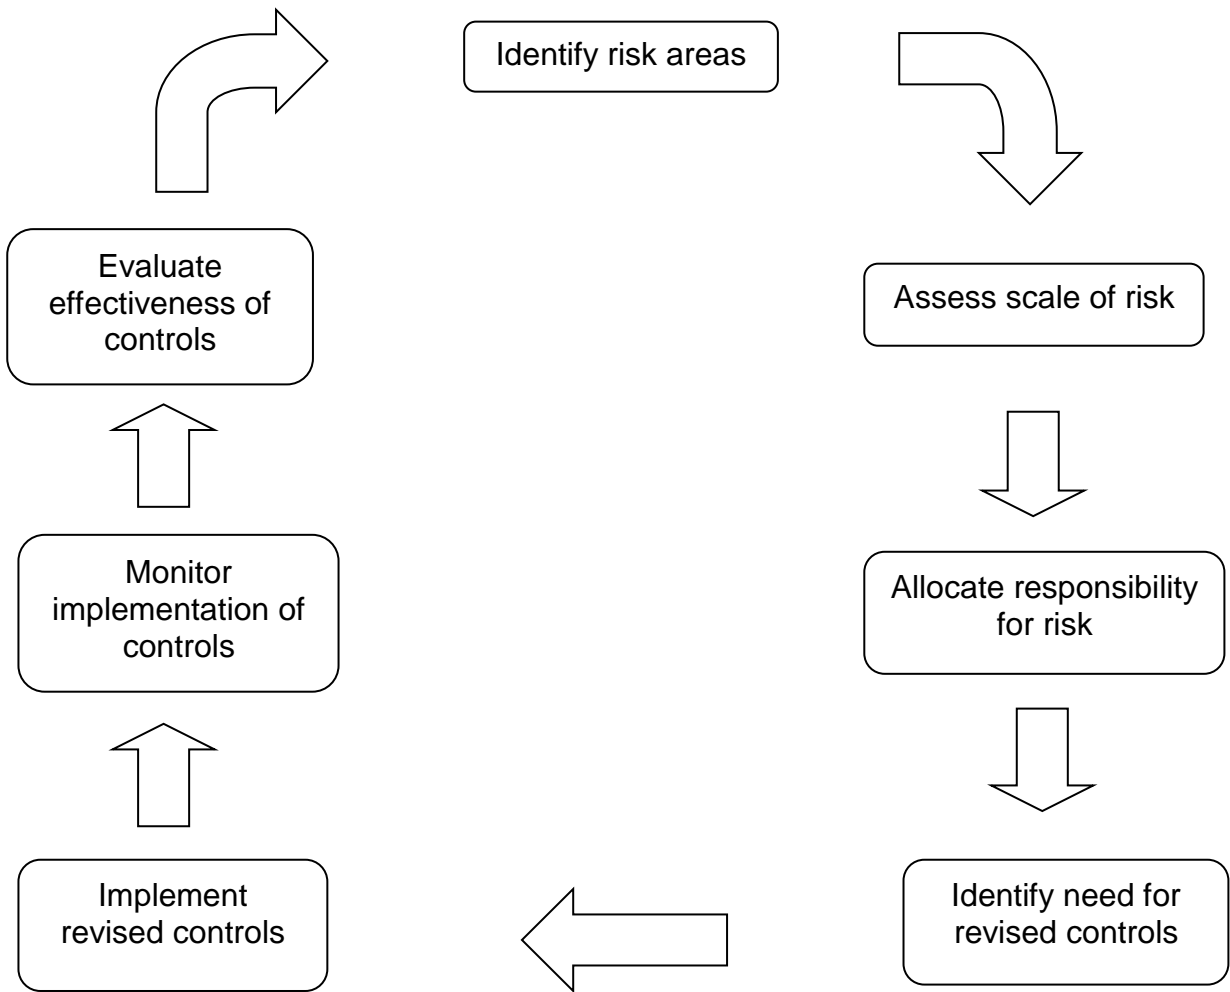 Identify risk areas
Assess scale of risk
Allocate responsibility
for risk
Identify need for
revised controls
Implement
revised controls
Monitor
implementation of
controls
Evaluate
effectiveness of
controls